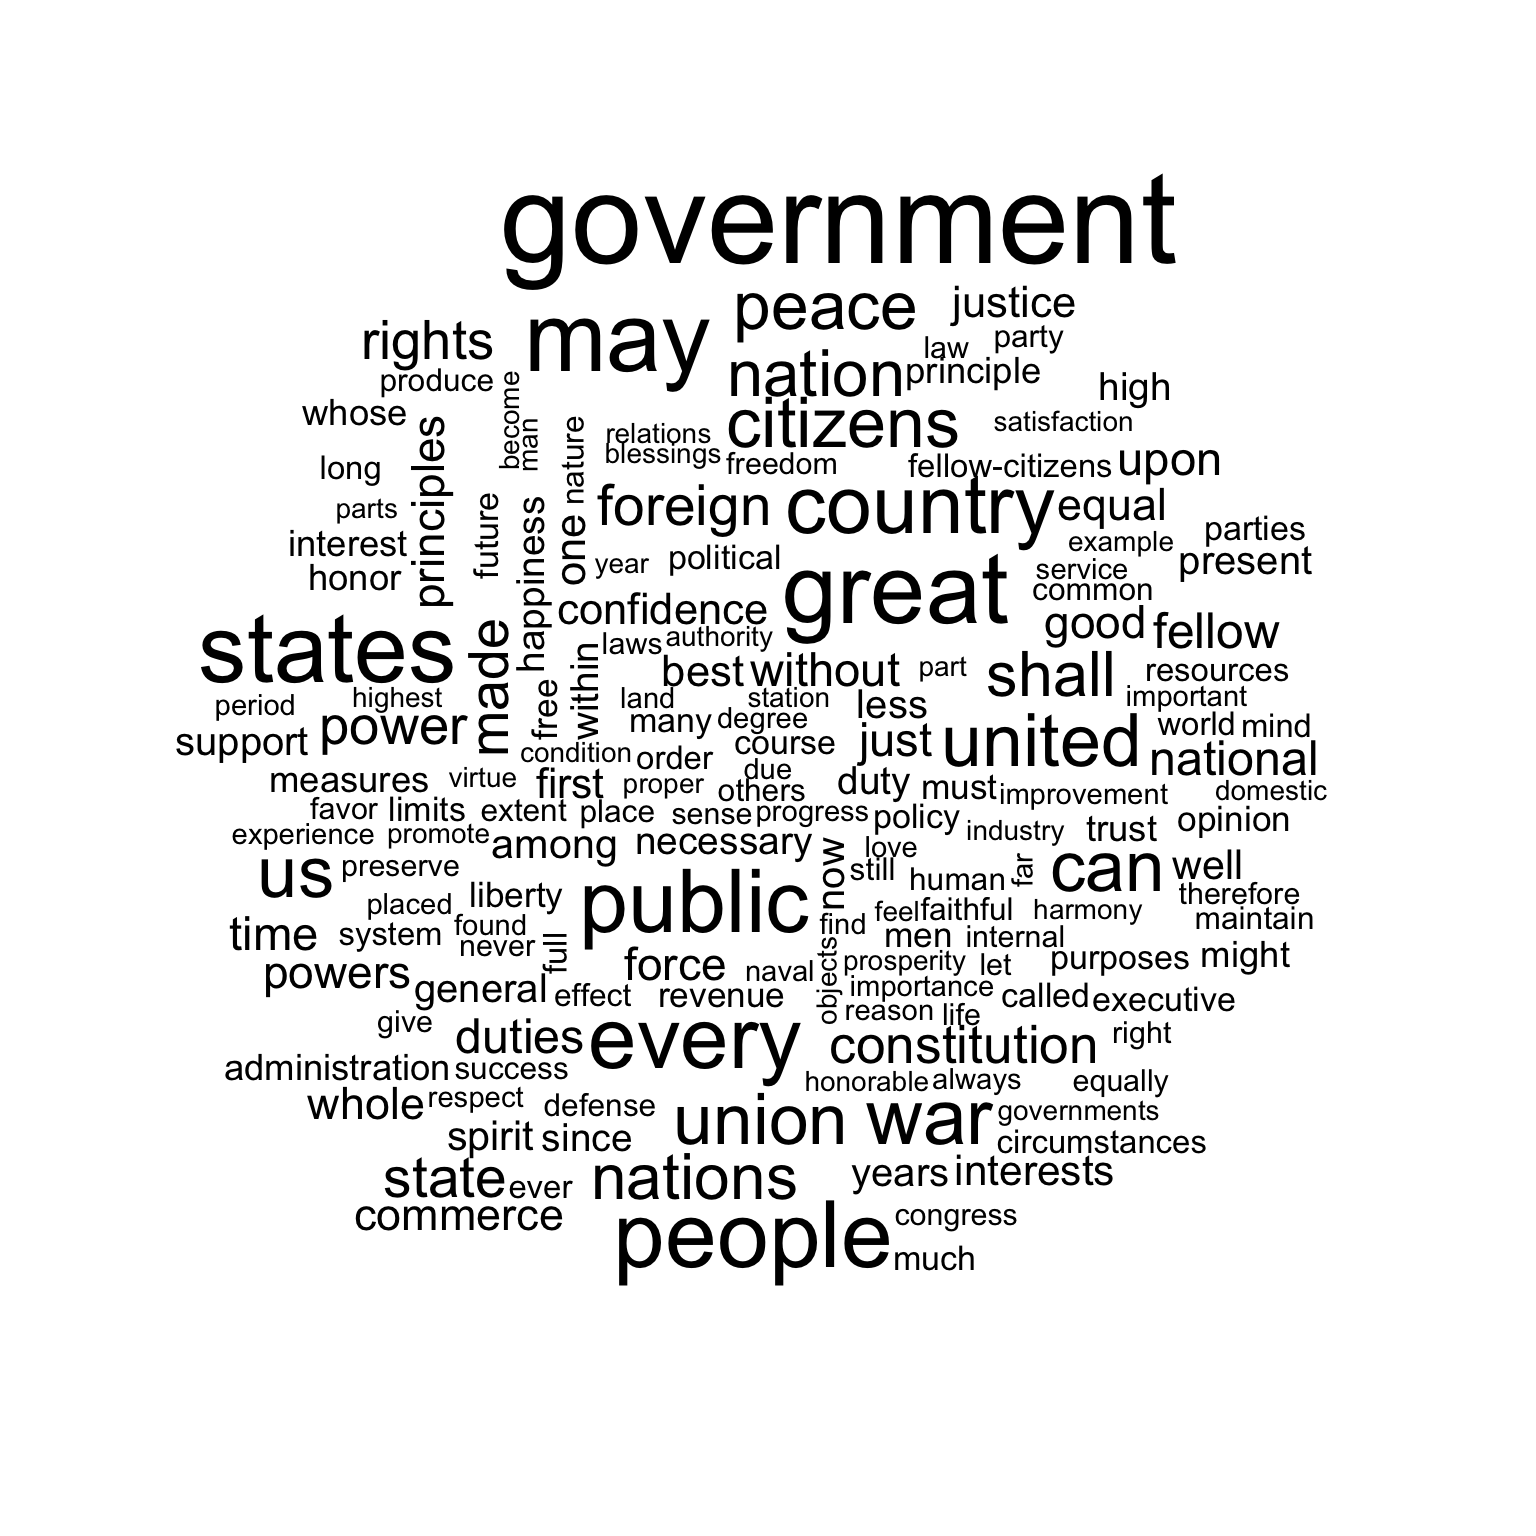 government
peace justice
rights may law party
nation principle
produce become high
whose citizens satisfaction
man
principles one nature relations
blessings freedom fellow-citizens upon
long
parts future happiness foreign country equal
interest example parties
honor year political service present
common
confidence great good fellow
states made laws authority
within best without part shall resources
period highest free land station less important
power many degree world mind
support condition order course just united national
measures virtue first proper due
others duty must improvement domestic
favor limits extent place sense progress policy industry trust opinion
experience promote among necessary now love
us preserve still human far can well
placed liberty public feel faithful harmony therefore
time system found find men internal maintain
never full
powers force naval objects prosperity let purposes might
general effect revenue importance called executive
give duties every reason life
constitution right
administration success honorable always equally
whole respect defense union war governments
spirit since circumstances
state ever nations years interests
commerce people congress
much